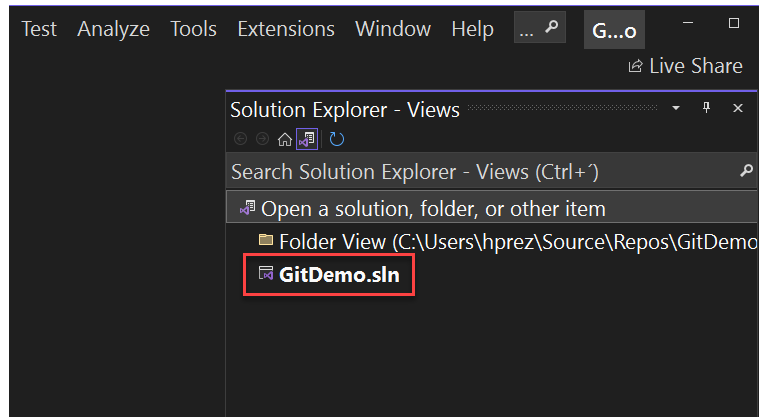 Test Analyze Tools Extensions Window Help ... G...o
Live Share
Solution Explorer - Views
Search Solution Explorer - Views (Ctrl+´)
Open a solution, folder, or other item
Folder View (C:\Users\hprez\Source\Repos\GitDemo
GitDemo.sln